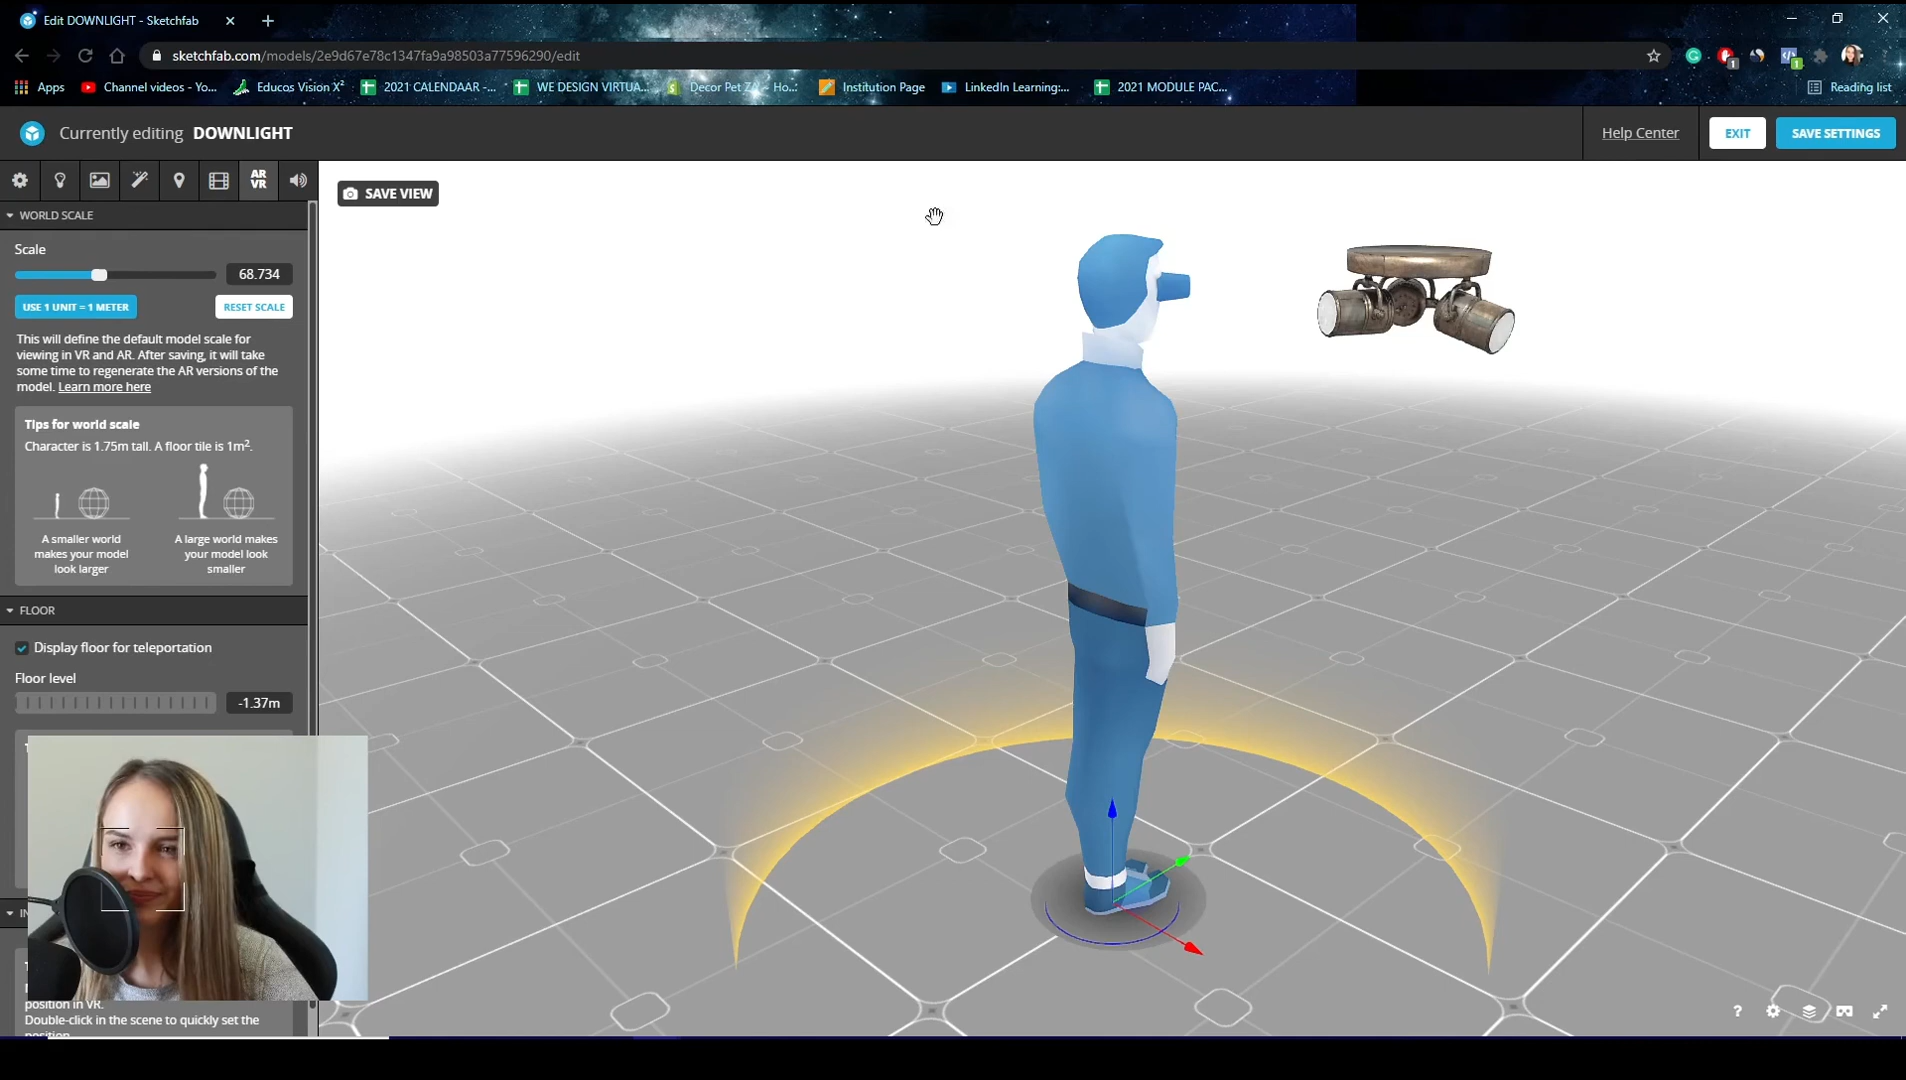 Edit DOWNLIGHT - Sketchfab
sketchfab.com/models/2e9d67e78c1347fa9a98503a77596290/edit
Apps
Channel videos - Yo...
Educos Vision X²
2021 CALENDAAR -...
WE DESIGN VIRTUA...
Decor Pet ZA – Ho...
Institution Page
LinkedIn Learning:...
2021 MODULE PAC...
Reading list
Currently editing DOWNLIGHT
Help Center
EXIT
SAVE SETTINGS
AR
VR
SAVE VIEW
WORLD SCALE
Scale
68.734
USE 1 UNIT = 1 METER
RESET SCALE
This will define the default model scale for
viewing in VR and AR. After saving, it will take
some time to regenerate the AR versions of the
model. Learn more here
Tips for world scale
Character is 1.75m tall. A floor tile is 1m².
A smaller world
makes your model
look larger
A large world makes
your model look
smaller
FLOOR
Display floor for teleportation
Floor level
-1.37m
position in VR.
Double-click in the scene to quickly set the
position